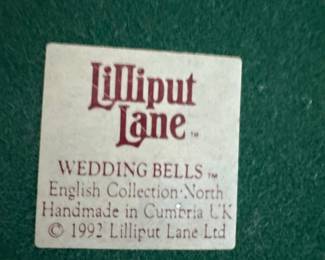 Lilliput
Lane™
WEDDING BELLS™
English Collection·North
Handmade in Cumbria UK
© 1992 Lilliput Lane Ltd